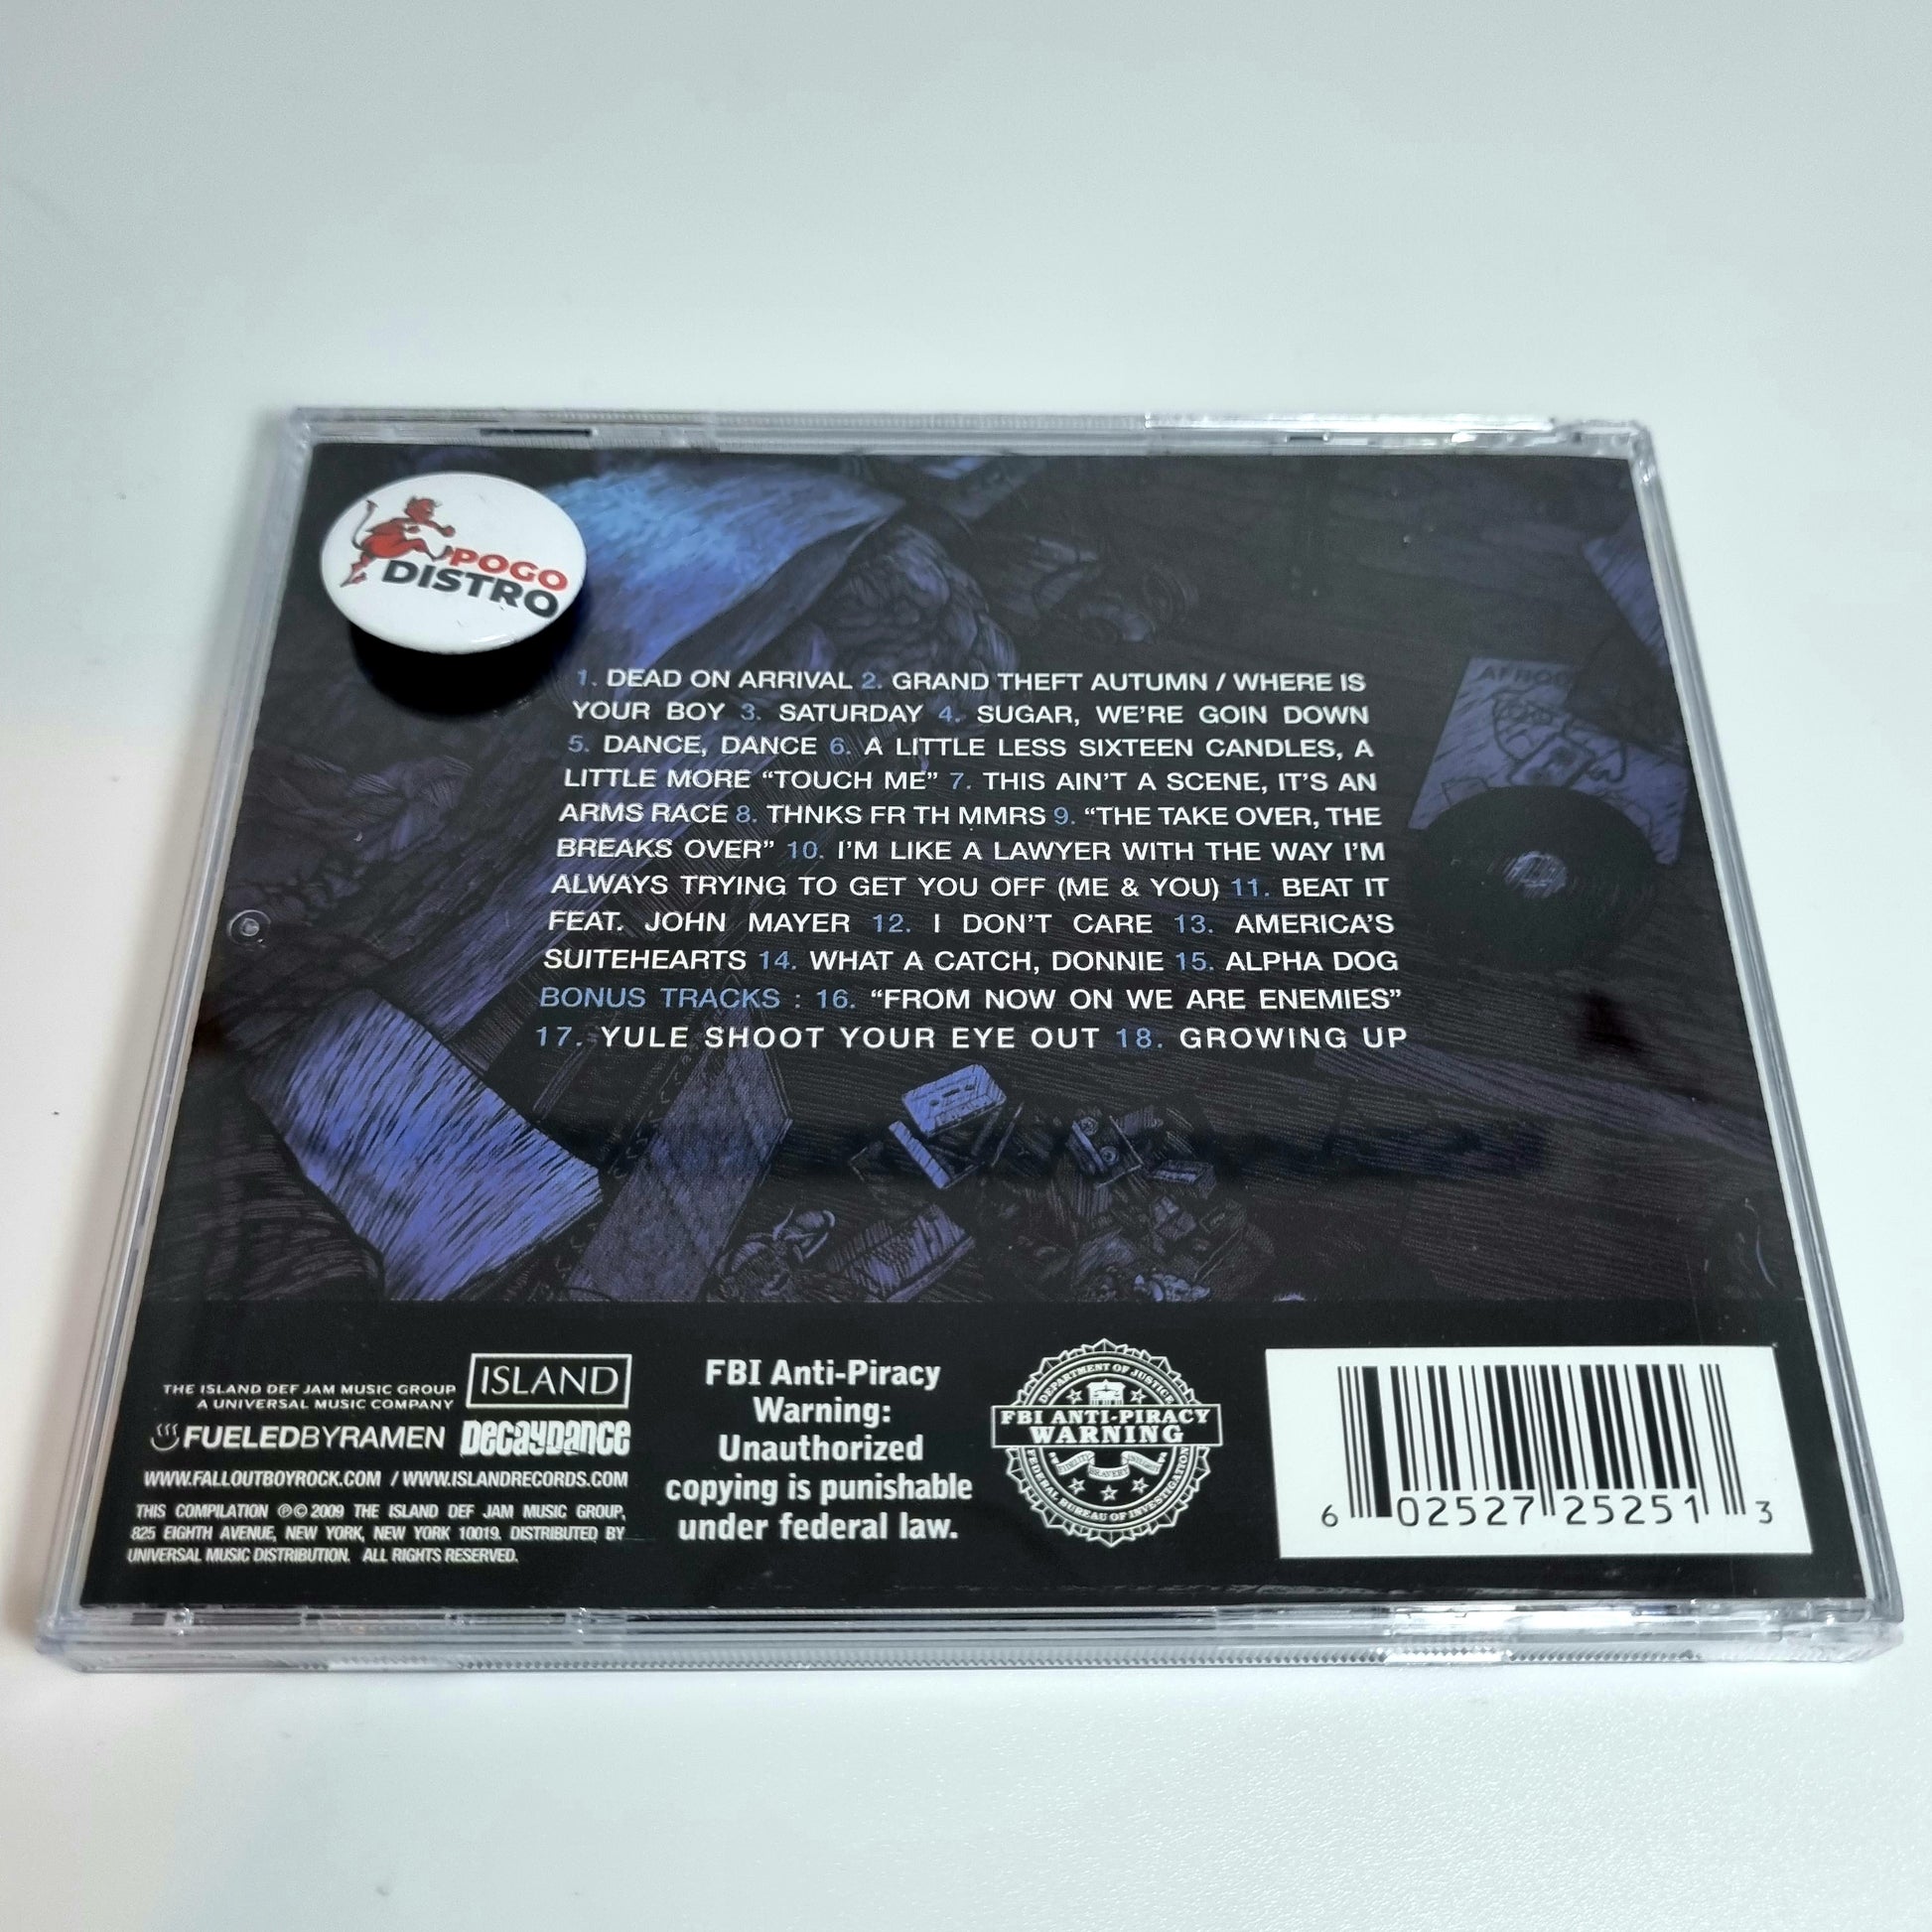 POGO
DISTRO
1. DEAD ON ARRIVAL 2. GRAND THEFT AUTUMN / WHERE IS
YOUR BOY 3. SATURDAY 4. SUGAR, WE'RE GOIN DOWN
5. DANCE, DANCE 6. A LITTLE LESS SIXTEEN CANDLES, A
LITTLE MORE “TOUCH ME” 7. THIS AIN'T A SCENE, IT'S AN
ARMS RACE 8. THNKS FR TH MMRS 9. “THE TAKE OVER, THE
BREAKS OVER” 10. I'M LIKE A LAWYER WITH THE WAY I'M
ALWAYS TRYING TO GET YOU OFF (ME & YOU) 11. BEAT IT
FEAT. JOHN MAYER 12. I DON'T CARE 13. AMERICA'S
SUITEHEARTS 14. WHAT A CATCH, DONNIE 15. ALPHA DOG
BONUS TRACKS : 16. “FROM NOW ON WE ARE ENEMIES”
17. YULE SHOOT YOUR EYE OUT 18. GROWING UP
THE ISLAND DEF JAM MUSIC GROUP
A UNIVERSAL MUSIC COMPANY
ISLAND
FUELEDBYRAMEN
DECAYDANCE
WWW.FALLOUTBOYROCK.COM / WWW.ISLANDRECORDS.COM
THIS COMPILATION ℗© 2009 THE ISLAND DEF JAM MUSIC GROUP,
825 EIGHTH AVENUE, NEW YORK, NEW YORK 10019. DISTRIBUTED BY
UNIVERSAL MUSIC DISTRIBUTION. ALL RIGHTS RESERVED.
FBI Anti-Piracy
Warning:
Unauthorized
copying is punishable
under federal law.
DEPARTMENT OF JUSTICE
FBI ANTI-PIRACY
WARNING
FIDELITY BRAVERY
FEDERAL BUREAU OF INVESTIGATION
6 02527 25251 3